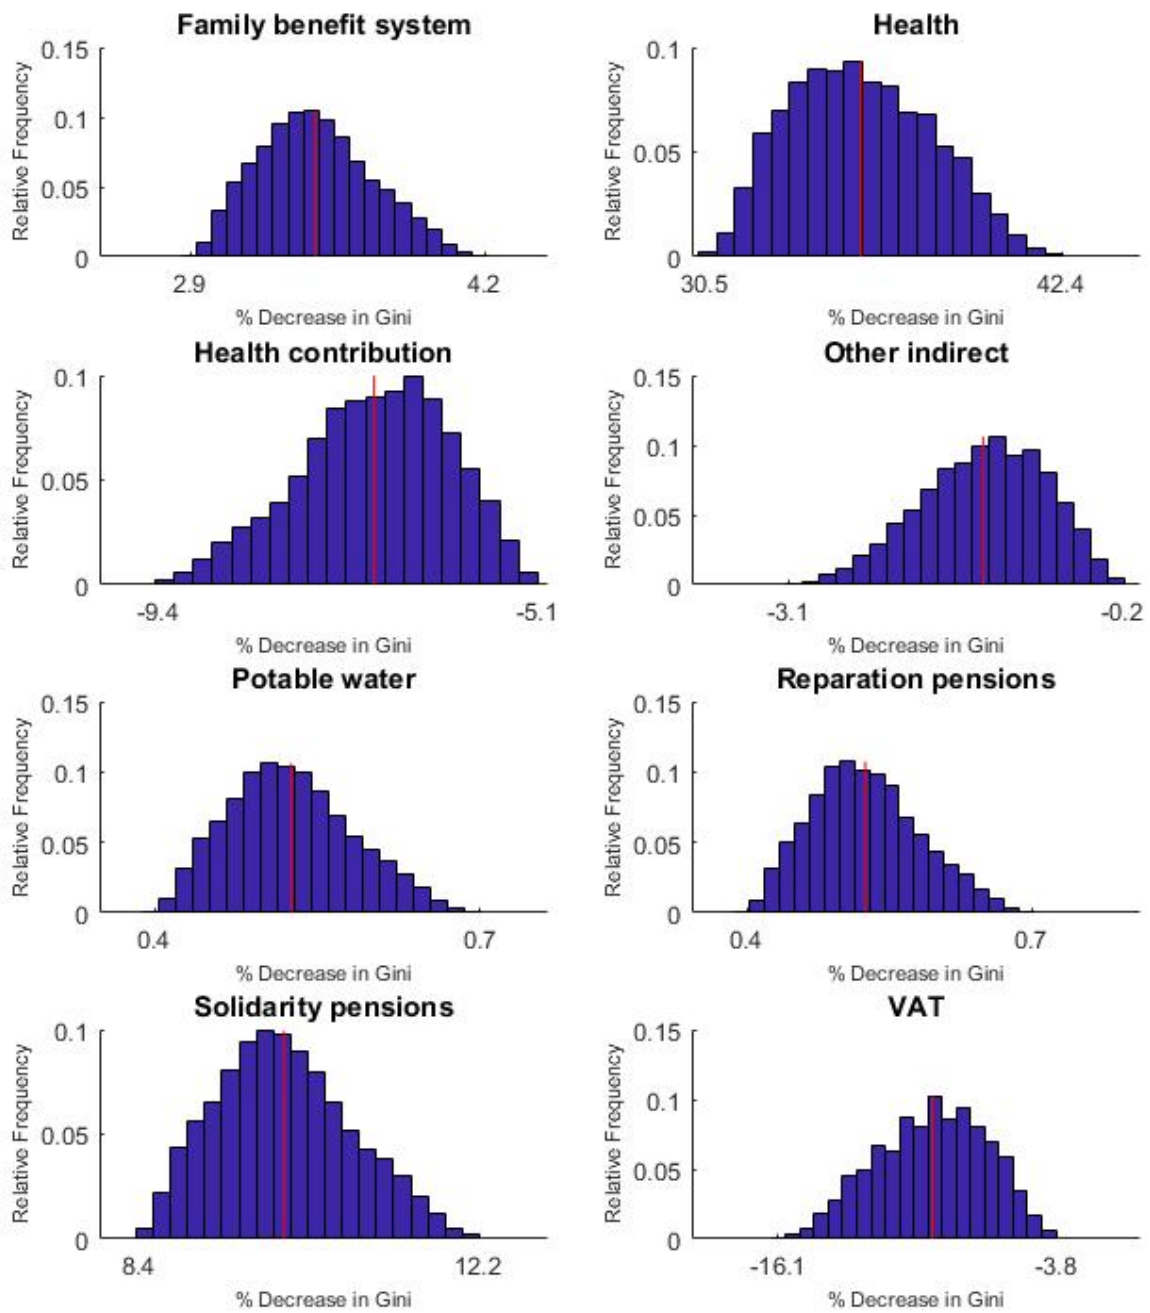 Family benefit system
Relative Frequency
0.15
0.1
0.05
0
2.9
4.2
% Decrease in Gini
Health
Relative Frequency
0.1
0.05
0
30.5
42.4
% Decrease in Gini
Health contribution
Relative Frequency
0.1
0.05
0
-9.4
-5.1
% Decrease in Gini
Other indirect
Relative Frequency
0.15
0.1
0.05
0
-3.1
-0.2
% Decrease in Gini
Potable water
Relative Frequency
0.15
0.1
0.05
0
0.4
0.7
% Decrease in Gini
Reparation pensions
Relative Frequency
0.15
0.1
0.05
0
0.4
0.7
% Decrease in Gini
Solidarity pensions
Relative Frequency
0.1
0.05
0
8.4
12.2
% Decrease in Gini
VAT
Relative Frequency
0.15
0.1
0.05
0
-16.1
-3.8
% Decrease in Gini